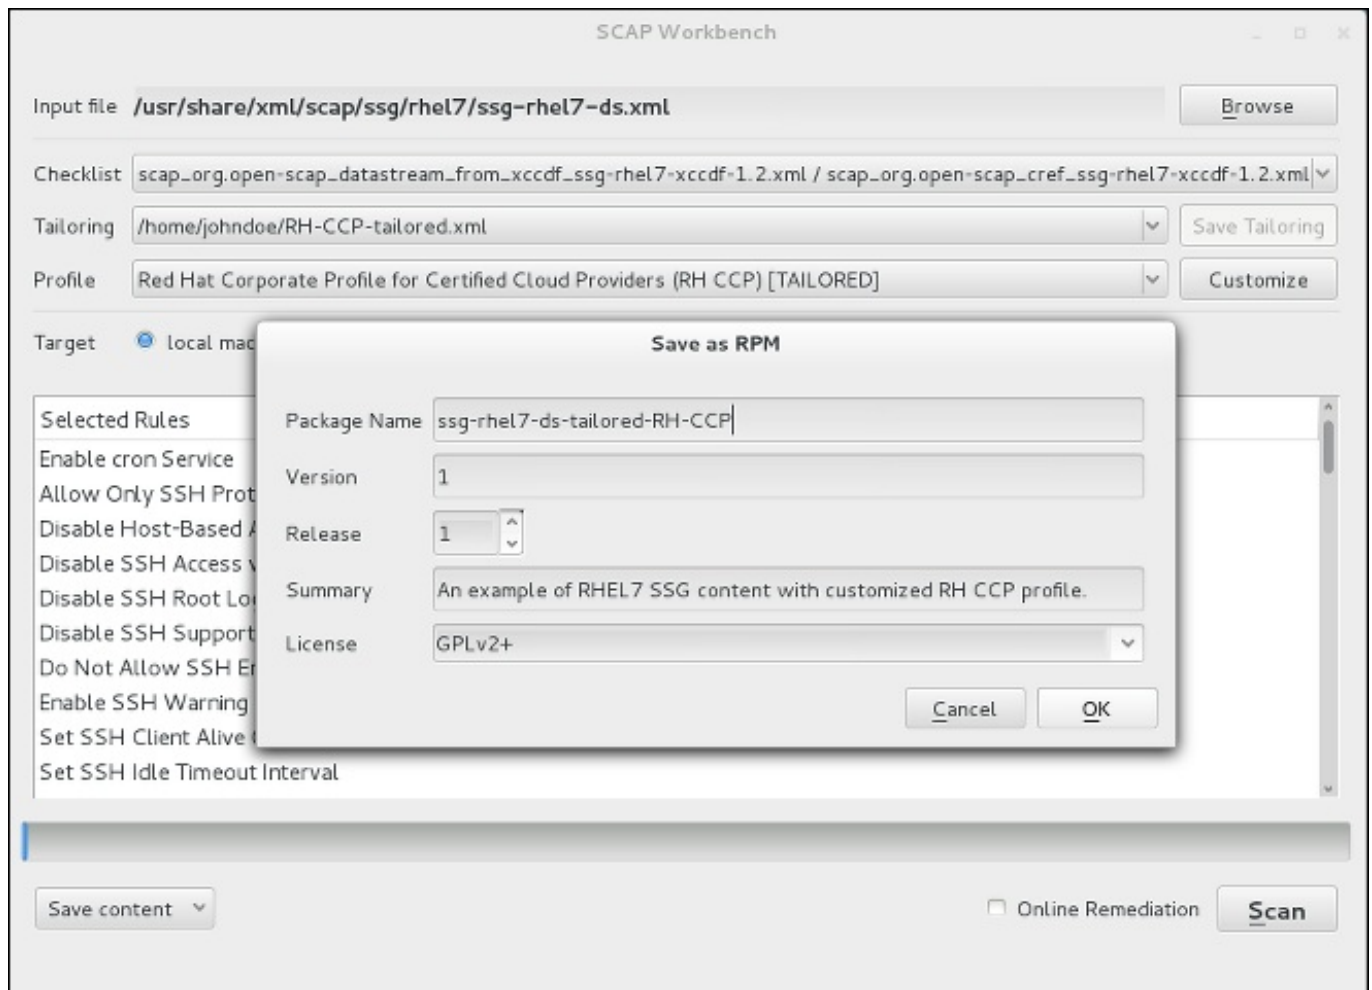 SCAP Workbench
Input file /usr/share/xml/scap/ssg/rhel7/ssg-rhel7-ds.xml Browse
Checklist scap_org.open-scap_datastream_from_xccdf_ssg-rhel7-xccdf-1.2.xml / scap_org.open-scap_cref_ssg-rhel7-xccdf-1.2.xml
Tailoring /home/johndoe/RH-CCP-tailored.xml Save Tailoring
Profile Red Hat Corporate Profile for Certified Cloud Providers (RH CCP) [TAILORED] Customize
Target local mac
Save as RPM
Package Name ssg-rhel7-ds-tailored-RH-CCP
Version 1
Release 1
Summary An example of RHEL7 SSG content with customized RH CCP profile.
License GPLv2+
Cancel OK
Selected Rules
Enable cron Service
Allow Only SSH Prot
Disable Host-Based
Disable SSH Access
Disable SSH Root Lo
Disable SSH Support
Do Not Allow SSH
Enable SSH Warning
Set SSH Client Alive
Set SSH Idle Timeout Interval
Save content Online Remediation Scan